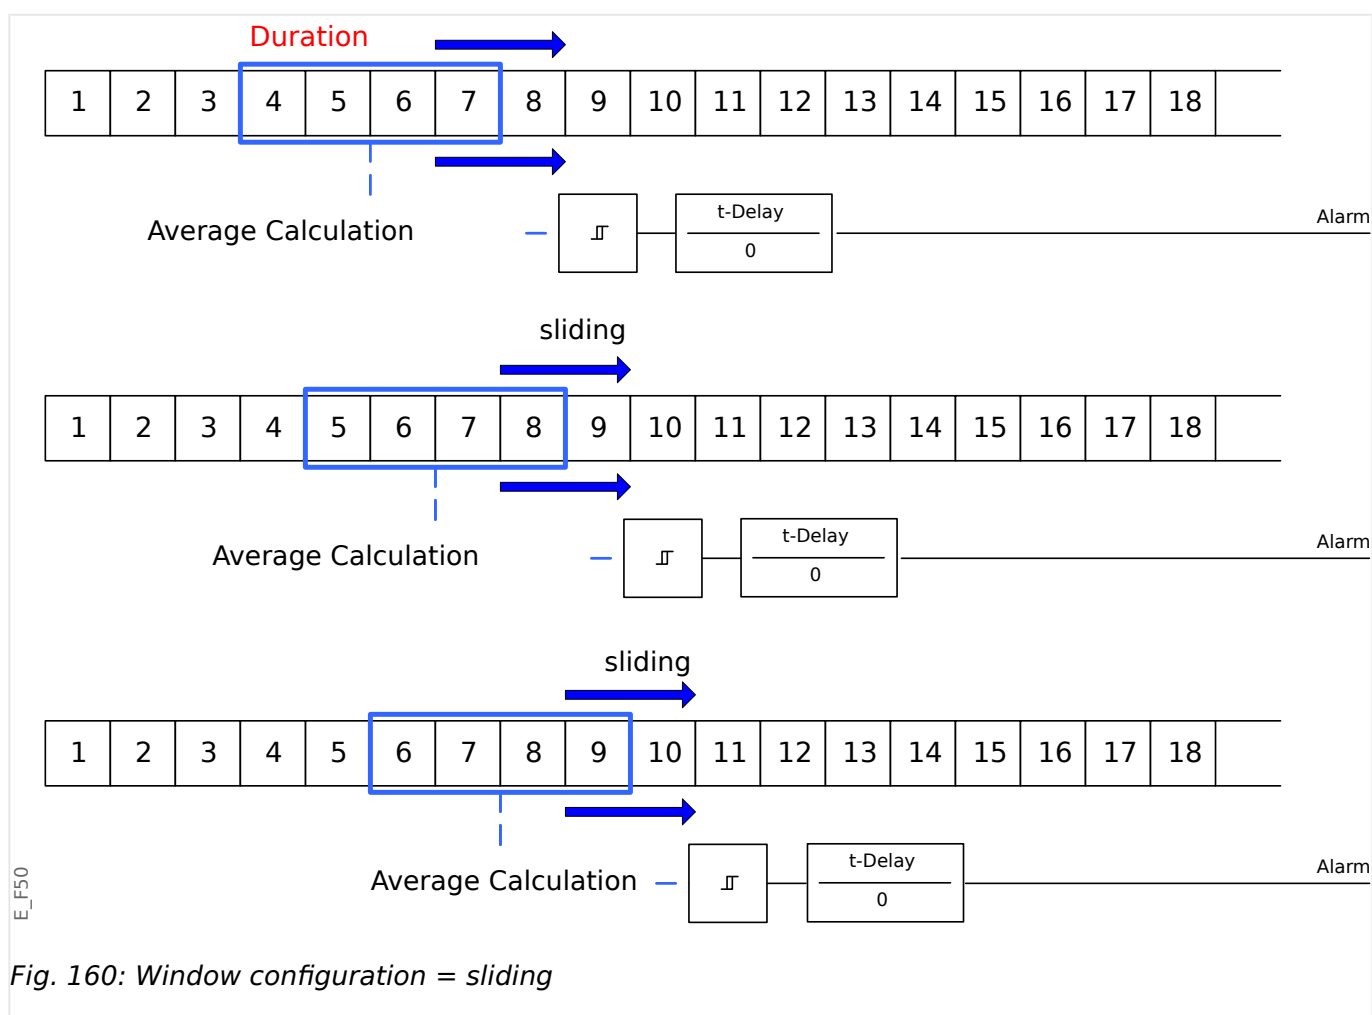 Duration
1 2 3 4 5 6 7 8 9 10 11 12 13 14 15 16 17 18
t-Delay
Alarm
Average Calculation
0
sliding
1 2 3 4 5 6 7 8 9 10 11 12 13 14 15 16 17 18
t-Delay
Alarm
Average Calculation
0
sliding
1 2 3 4 5 6 7 8 9 10 11 12 13 14 15 16 17 18
t-Delay
Alarm
Average Calculation
0
E_F50
Fig. 160: Window configuration = sliding